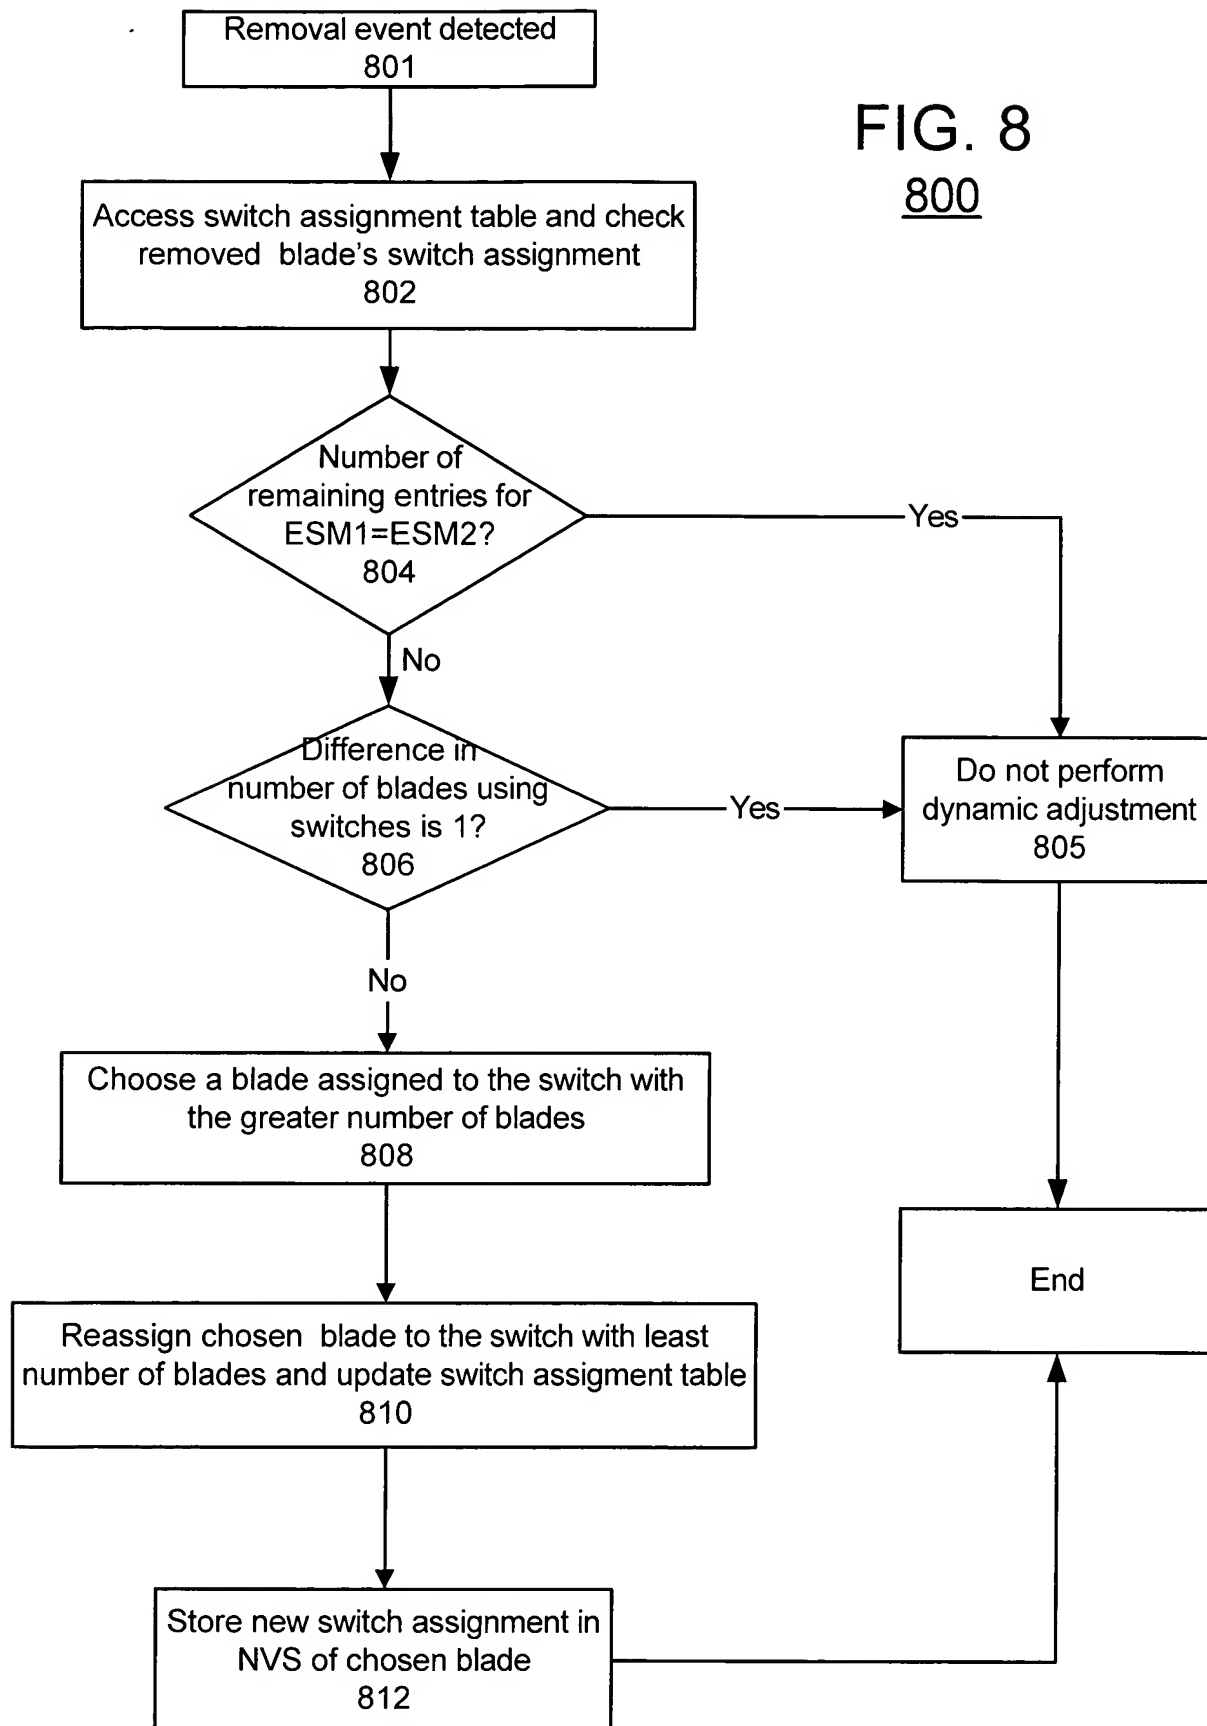 Removal event detected
801
FIG. 8
800
Access switch assignment table and check
removed blade's switch assignment
802
Number of
remaining entries for
ESM1=ESM2?
804
Yes
No
Difference in
number of blades using
switches is 1?
806
Yes
Do not perform
dynamic adjustment
805
No
Choose a blade assigned to the switch with
the greater number of blades
808
End
Reassign chosen blade to the switch with least
number of blades and update switch assigment table
810
Store new switch assignment in
NVS of chosen blade
812